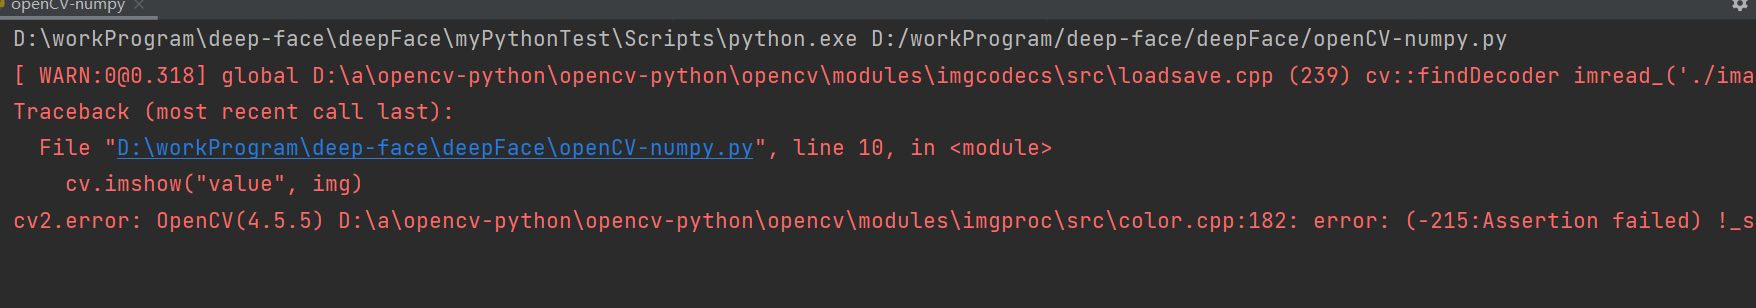 openCV-numpy ×
D:\workProgram\deep-face\deepFace\myPythonTest\Scripts\python.exe D:/workProgram/deep-face/deepFace/openCV-numpy.py
[ WARN:0@0.318] global D:\a\opencv-python\opencv-python\opencv\modules\imgcodecs\src\loadsave.cpp (239) cv::findDecoder imread_('./ima
Traceback (most recent call last):
  File "D:\workProgram\deep-face\deepFace\openCV-numpy.py", line 10, in <module>
    cv.imshow("value", img)
cv2.error: OpenCV(4.5.5) D:\a\opencv-python\opencv-python\opencv\modules\imgproc\src\color.cpp:182: error: (-215:Assertion failed) !_s